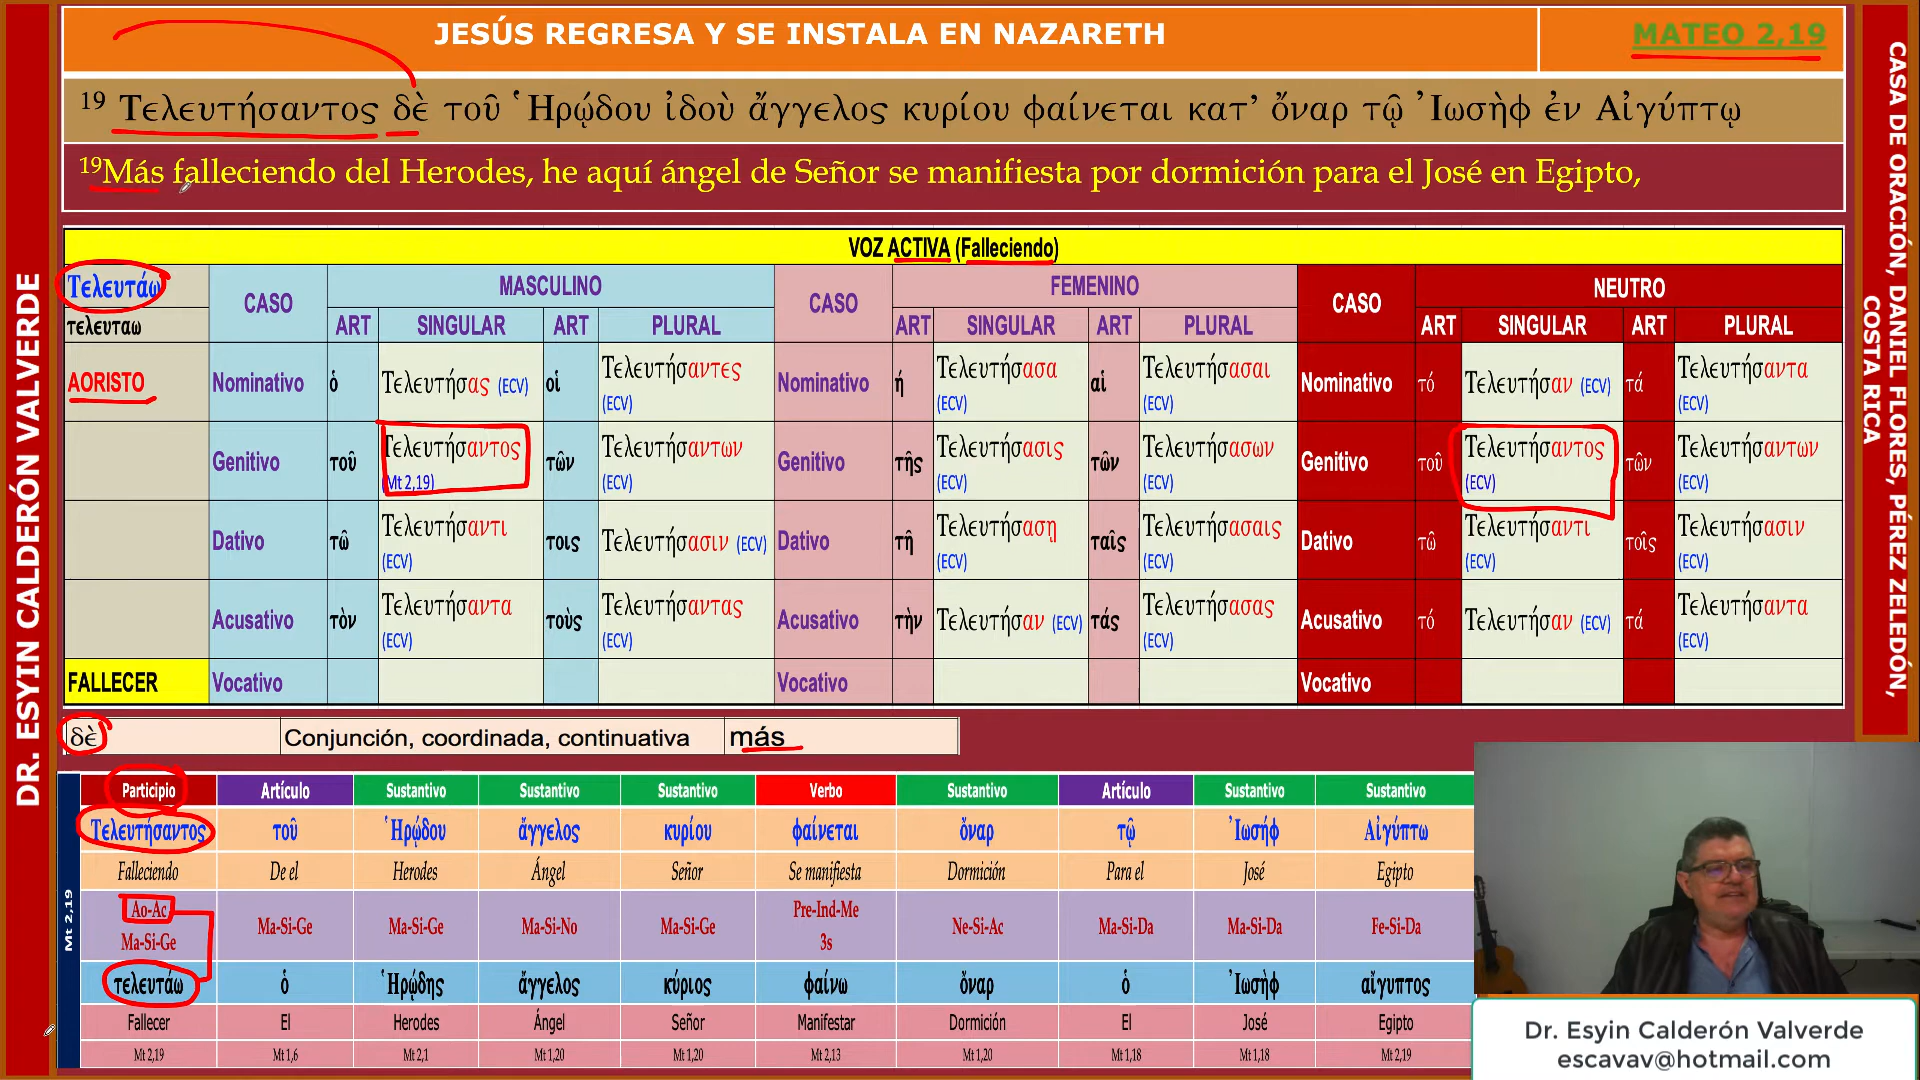 JESÚS REGRESA Y SE INSTALA EN NAZARETH
MATEO 2,19
19 Τελευτήσαντος δὲ τοῦ Ἡρῴδου ἰδοὺ ἄγγελος κυρίου φαίνεται κατ’ ὄναρ τῷ Ἰωσὴφ ἐν Αἰγύπτῳ
19Más falleciendo del Herodes, he aquí ángel de Señor se manifiesta por dormición para el José en Egipto,
DR. ESYIN CALDERÓN VALVERDE
CASA DE ORACIÓN, DANIEL FLORES, PÉREZ ZELEDÓN,
COSTA RICA
VOZ ACTIVA (Falleciendo)
Τελευτάω CASO MASCULINO CASO FEMENINO CASO NEUTRO
τελευταω ART SINGULAR ART PLURAL ART SINGULAR ART PLURAL ART SINGULAR ART PLURAL
AORISTO Nominativo ὁ Τελευτήσας (ECV) οἱ Τελευτήσαντες (ECV) Nominativo ἡ Τελευτήσασα (ECV) αἱ Τελευτήσασαι (ECV) Nominativo τό Τελευτήσαν (ECV) τά Τελευτήσαντα (ECV)
Genitivo τοῦ Τελευτήσαντος (Mt 2,19) τῶν Τελευτήσαντων (ECV) Genitivo τῆς Τελευτήσασις (ECV) τῶν Τελευτήσασων (ECV) Genitivo τοῦ Τελευτήσαντος (ECV) τῶν Τελευτήσαντων (ECV)
Dativo τῶ Τελευτήσαντι (ECV) τοις Τελευτήσασιν (ECV) Dativo τῆ Τελευτήσασῃ (ECV) ταῖς Τελευτήσασαις (ECV) Dativo τῶ Τελευτήσαντι (ECV) τοῖς Τελευτήσασιν (ECV)
Acusativo τὸν Τελευτήσαντα (ECV) τοὺς Τελευτήσαντας (ECV) Acusativo τὴν Τελευτήσαν (ECV) τάς Τελευτήσασας (ECV) Acusativo τό Τελευτήσαν (ECV) τά Τελευτήσαντα (ECV)
FALLECER Vocativo Vocativo Vocativo
δὲ Conjunción, coordinada, continuativa más
Mt 2,19
Participio Artículo Sustantivo Sustantivo Sustantivo Verbo Sustantivo Artículo Sustantivo Sustantivo
Τελευτήσαντος τοῦ Ἡρῴδου ἄγγελος κυρίου φαίνεται ὄναρ τῷ Ἰωσήφ Αἰγύπτω
Falleciendo De el Herodes Ángel Señor Se manifiesta Dormición Para el José Egipto
Ao-Ac Ma-Si-Ge Ma-Si-Ge Ma-Si-Ge Ma-Si-No Ma-Si-Ge Pre-Ind-Me 3s Ne-Si-Ac Ma-Si-Da Ma-Si-Da Fe-Si-Da
τελευτάω ὁ Ἡρῴδης ἄγγελος κύριος φαίνω ὄναρ ὁ Ἰωσὴφ αἴγυπτος
Fallecer El Herodes Ángel Señor Manifestar Dormición El José Egipto
Mt 2,19 Mt 1,6 Mt 2,1 Mt 1,20 Mt 1,20 Mt 2,13 Mt 1,20 Mt 1,18 Mt 1,18 Mt 2,19
Dr. Esyin Calderón Valverde
escavav@hotmail.com